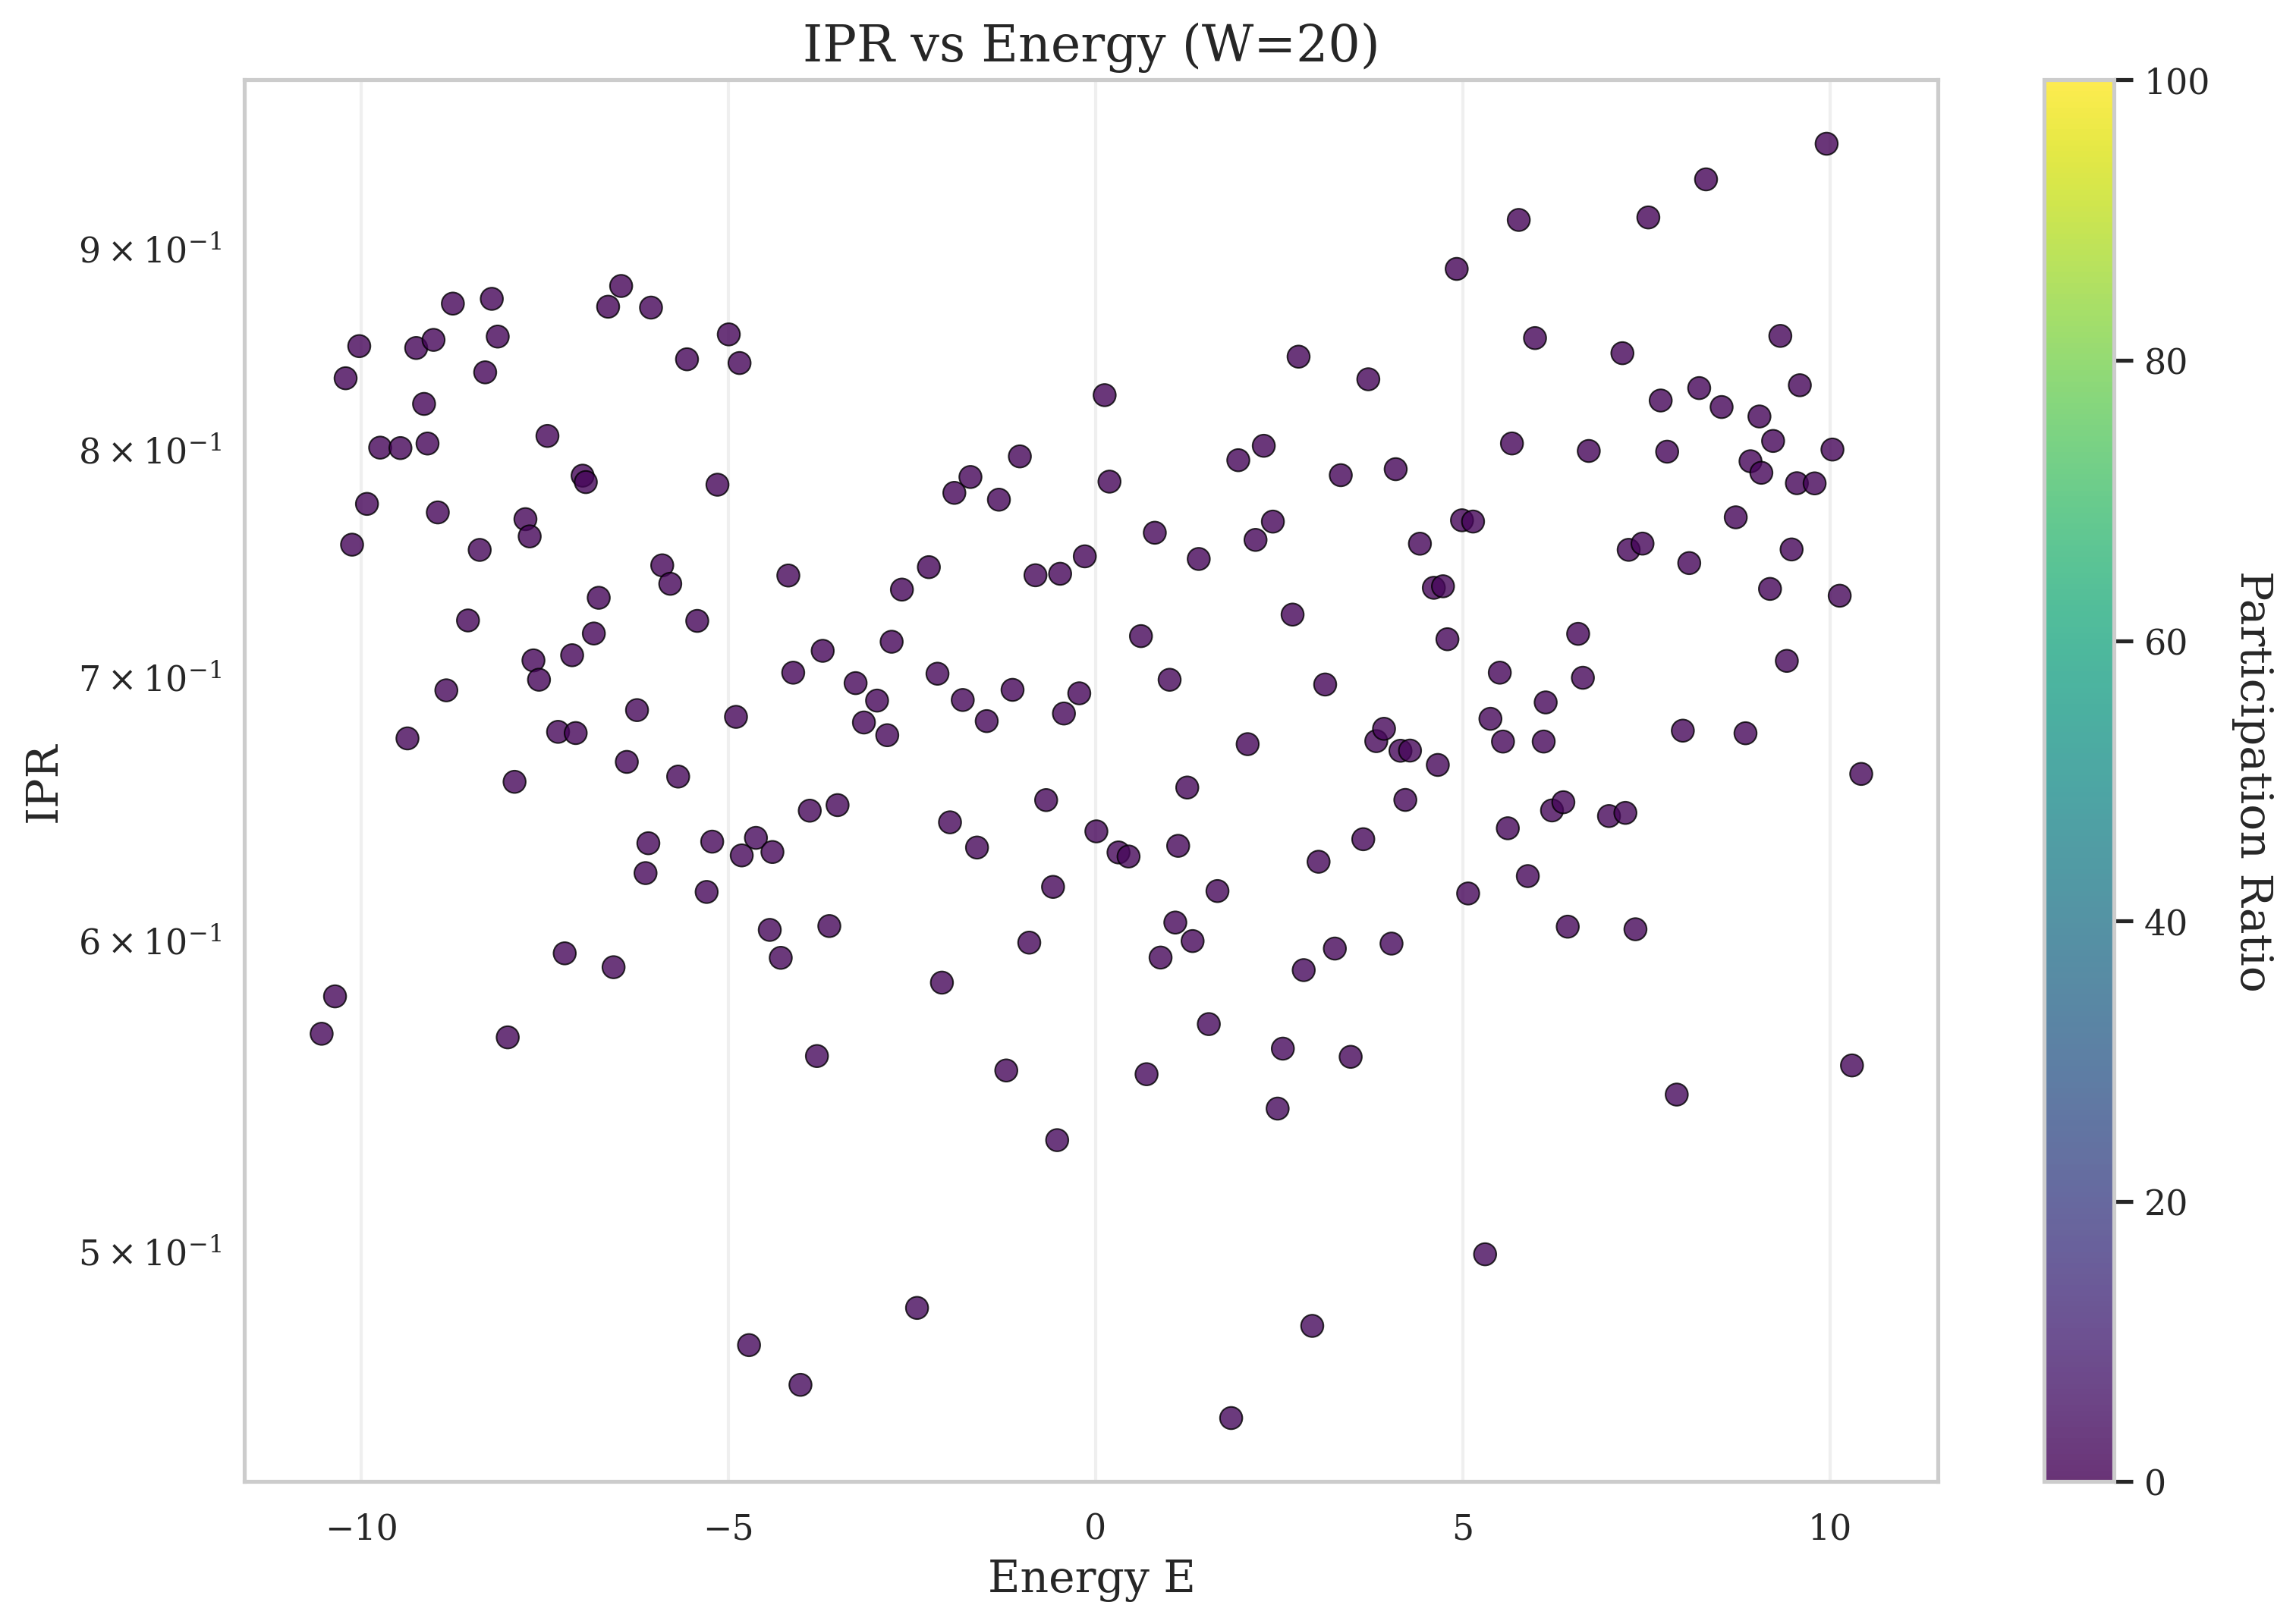 IPR vs Energy (W=20)
9 × 10⁻¹
8 × 10⁻¹
7 × 10⁻¹
6 × 10⁻¹
5 × 10⁻¹
IPR
−10
−5
0
5
10
Energy E
100
80
60
40
20
0
Participation Ratio